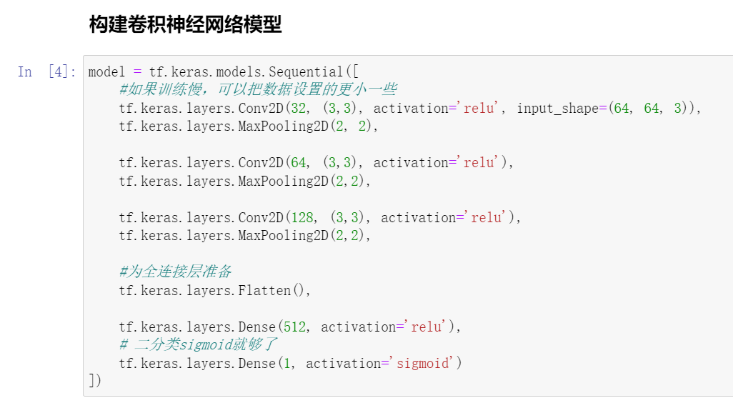 构建卷积神经网络模型
In [4]: model = tf.keras.models.Sequential([
#如果训练慢，可以把数据设置的更小一些
tf.keras.layers.Conv2D(32, (3,3), activation='relu', input_shape=(64, 64, 3)),
tf.keras.layers.MaxPooling2D(2, 2),
tf.keras.layers.Conv2D(64, (3,3), activation='relu'),
tf.keras.layers.MaxPooling2D(2,2),
tf.keras.layers.Conv2D(128, (3,3), activation='relu'),
tf.keras.layers.MaxPooling2D(2,2),
#为全连接层准备
tf.keras.layers.Flatten(),
tf.keras.layers.Dense(512, activation='relu'),
# 二分类sigmoid就够了
tf.keras.layers.Dense(1, activation='sigmoid')
])